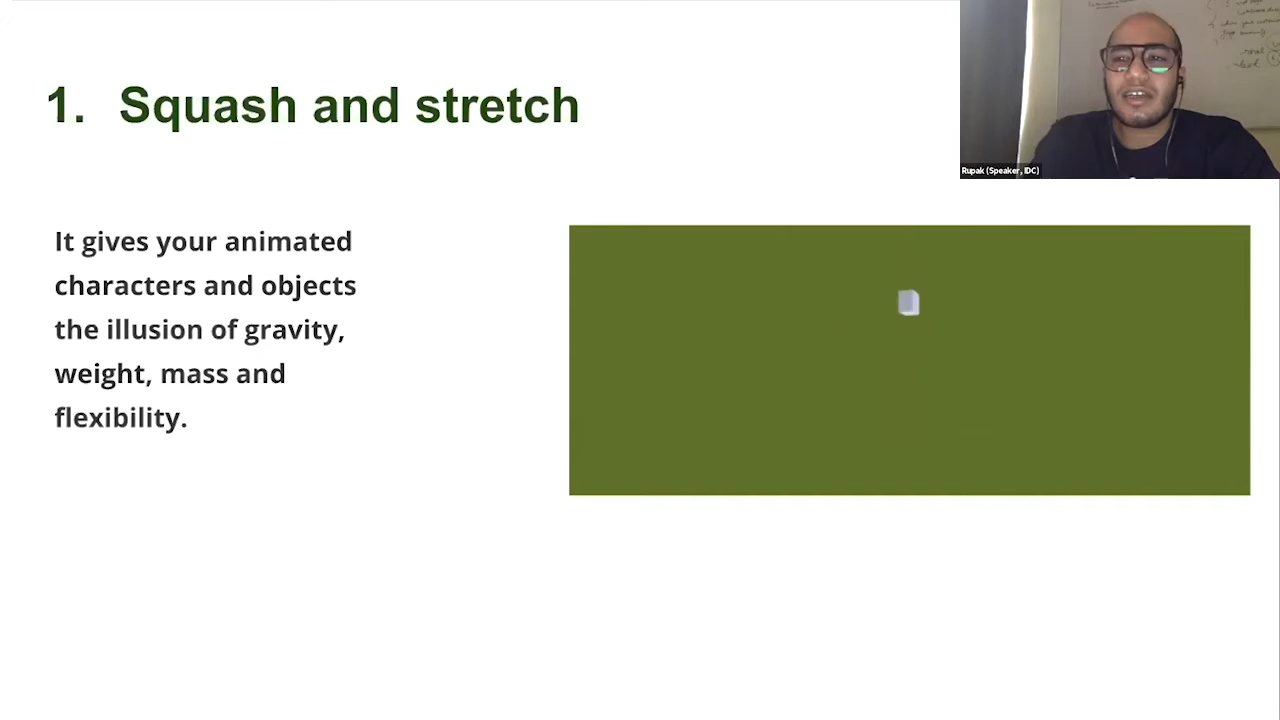 1. Squash and stretch
It gives your animated
characters and objects
the illusion of gravity,
weight, mass and
flexibility.
Rupak (Speaker, IDC)